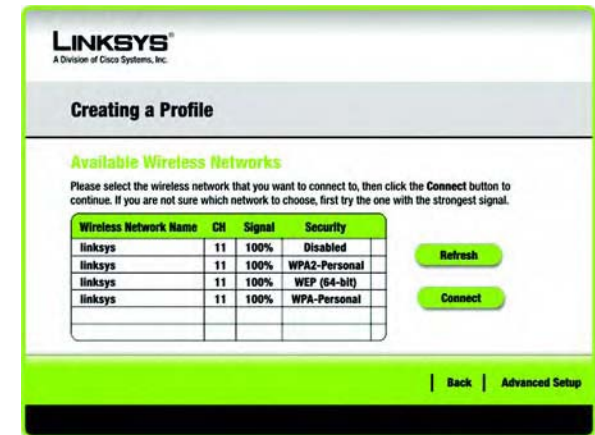 LINKSYS®
A Division of Cisco Systems, Inc.
Creating a Profile
Available Wireless Networks
Please select the wireless network that you want to connect to, then click the Connect button to
continue. If you are not sure which network to choose, first try the one with the strongest signal.
Wireless Network Name CH Signal Security
linksys 11 100% Disabled
linksys 11 100% WPA2-Personal
linksys 11 100% WEP (64-bit)
linksys 11 100% WPA-Personal
Refresh
Connect
Back Advanced Setup